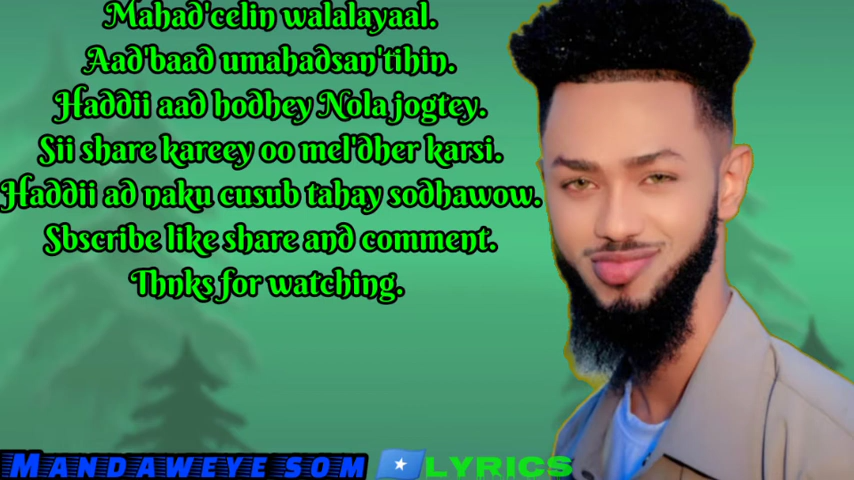 Mahad'celin walalayaal.
Aad'baad umahadsan'tihin.
Haddii aad hodhey Nola jogtey.
Sii share kareey oo mel'dher karsi.
Haddii ad naku cusub tahay sodhawow.
Sbscribe like share and comment.
Thnks for watching.
MANDAWEYE SOM LYRICS